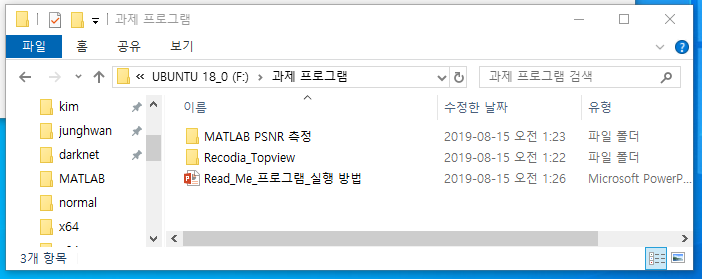 과제 프로그램
파일 홈 공유 보기
UBUNTU 18_0 (F:) 과제 프로그램 과제 프로그램 검색
kim
junghwan
darknet
MATLAB
normal
x64
이름 수정한 날짜 유형
MATLAB PSNR 측정 2019-08-15 오전 1:23 파일 폴더
Recodia_Topview 2019-08-15 오전 1:22 파일 폴더
Read_Me_프로그램_실행 방법 2019-08-15 오전 1:26 Microsoft PowerP...
3개 항목